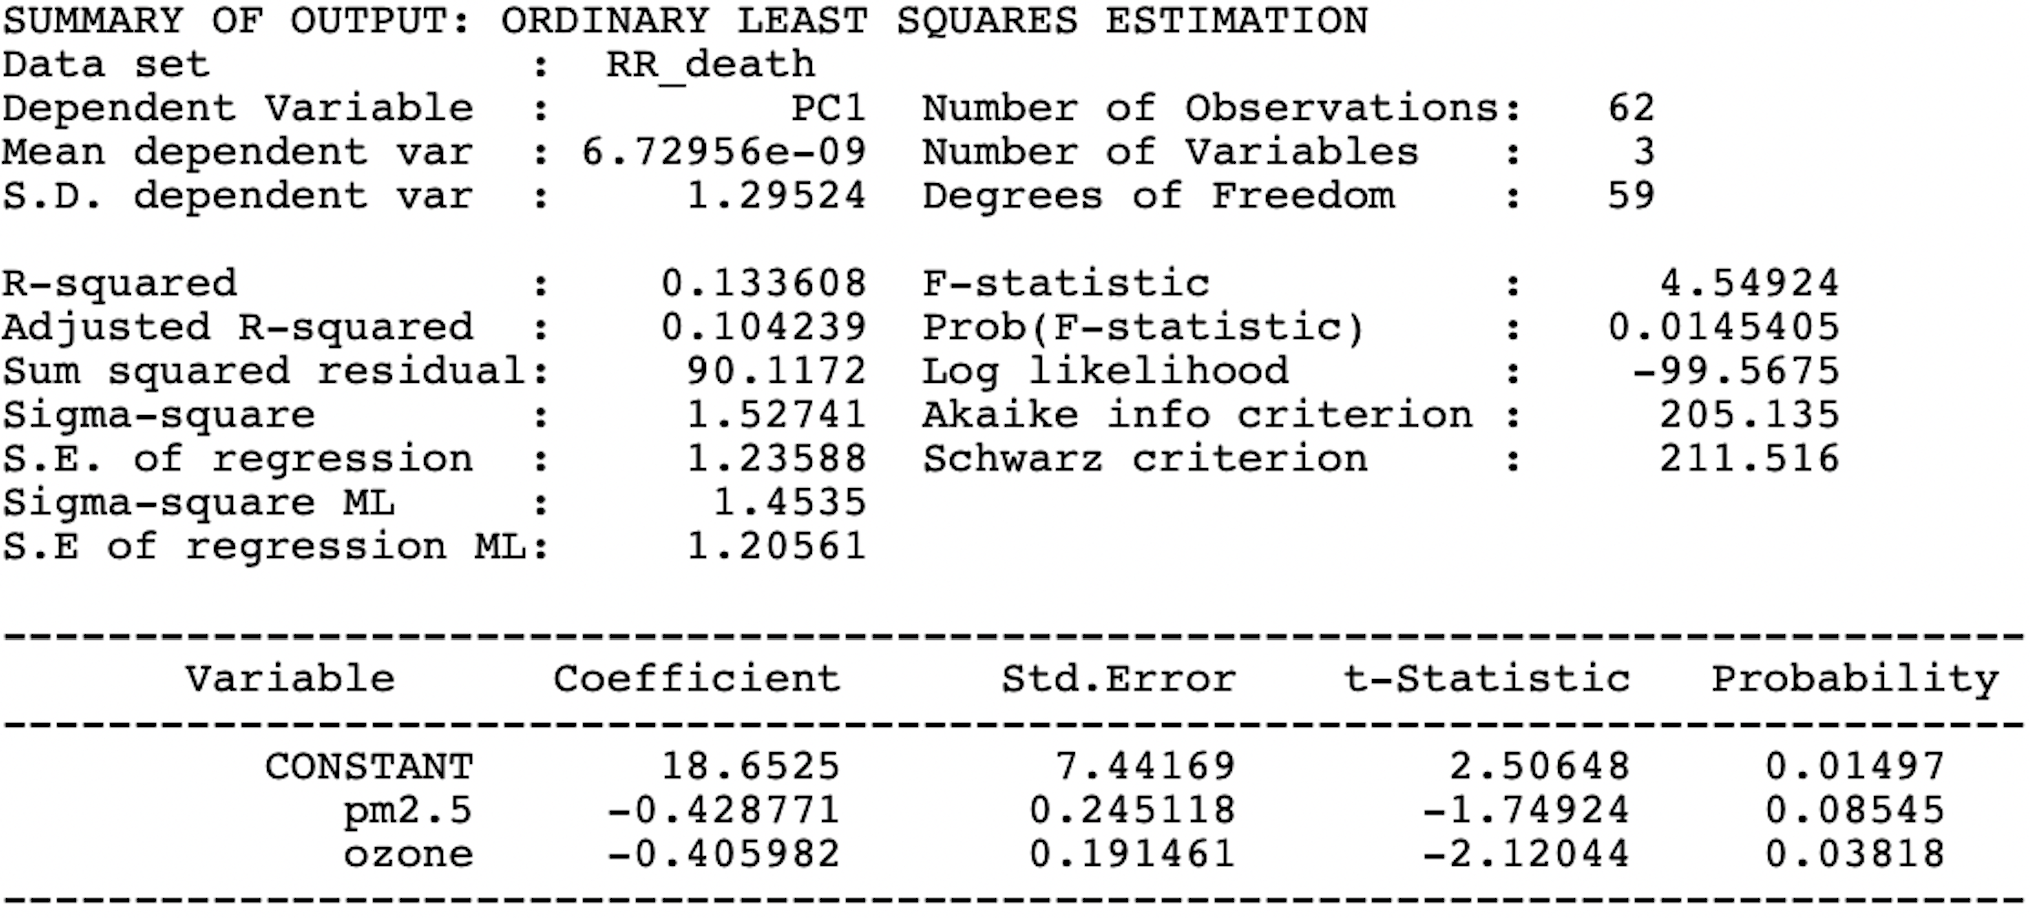 SUMMARY OF OUTPUT: ORDINARY LEAST SQUARES ESTIMATION
Data set            :  RR_death
Dependent Variable  :         PC1  Number of Observations:   62
Mean dependent var  : 6.72956e-09  Number of Variables   :    3
S.D. dependent var  :     1.29524  Degrees of Freedom    :   59

R-squared           :    0.133608  F-statistic           :     4.54924
Adjusted R-squared  :    0.104239  Prob(F-statistic)     :   0.0145405
Sum squared residual:     90.1172  Log likelihood        :    -99.5675
Sigma-square        :     1.52741  Akaike info criterion :     205.135
S.E. of regression  :     1.23588  Schwarz criterion     :     211.516
Sigma-square ML     :      1.4535
S.E of regression ML:     1.20561

-----------------------------------------------------------------------------
       Variable      Coefficient      Std.Error    t-Statistic   Probability
-----------------------------------------------------------------------------
          CONSTANT       18.6525        7.44169        2.50648     0.01497
             pm2.5     -0.428771       0.245118       -1.74924     0.08545
             ozone     -0.405982       0.191461       -2.12044     0.03818
-----------------------------------------------------------------------------